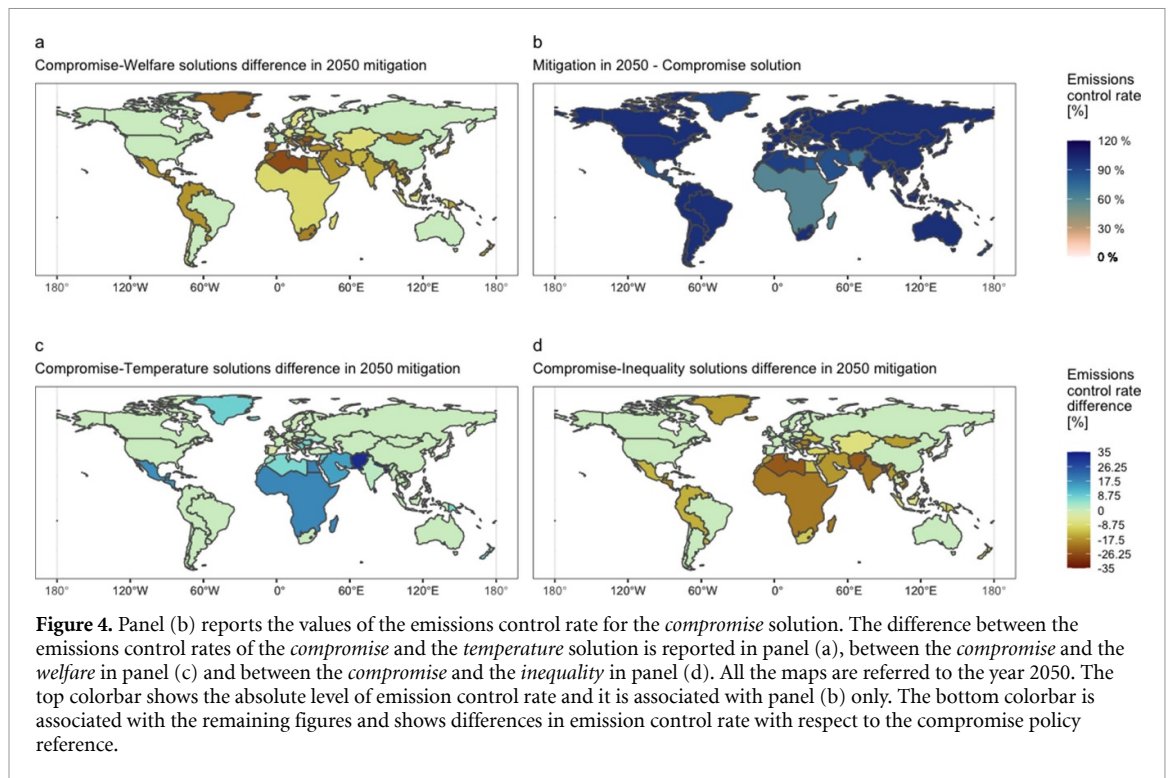 a
Compromise-Welfare solutions difference in 2050 mitigation
180° 120°W 60°W 0° 60°E 120°E 180°
b
Mitigation in 2050 - Compromise solution
180° 120°W 60°W 0° 60°E 120°E 180°
Emissions
control rate
[%]
120 %
90 %
60 %
30 %
0 %
c
Compromise-Temperature solutions difference in 2050 mitigation
180° 120°W 60°W 0° 60°E 120°E 180°
d
Compromise-Inequality solutions difference in 2050 mitigation
180° 120°W 60°W 0° 60°E 120°E 180°
Emissions
control rate
difference
[%]
35
26.25
17.5
8.75
0
-8.75
-17.5
-26.25
-35
Figure 4. Panel (b) reports the values of the emissions control rate for the compromise solution. The difference between the
emissions control rates of the compromise and the temperature solution is reported in panel (a), between the compromise and the
welfare in panel (c) and between the compromise and the inequality in panel (d). All the maps are referred to the year 2050. The
top colorbar shows the absolute level of emission control rate and it is associated with panel (b) only. The bottom colorbar is
associated with the remaining figures and shows differences in emission control rate with respect to the compromise policy
reference.